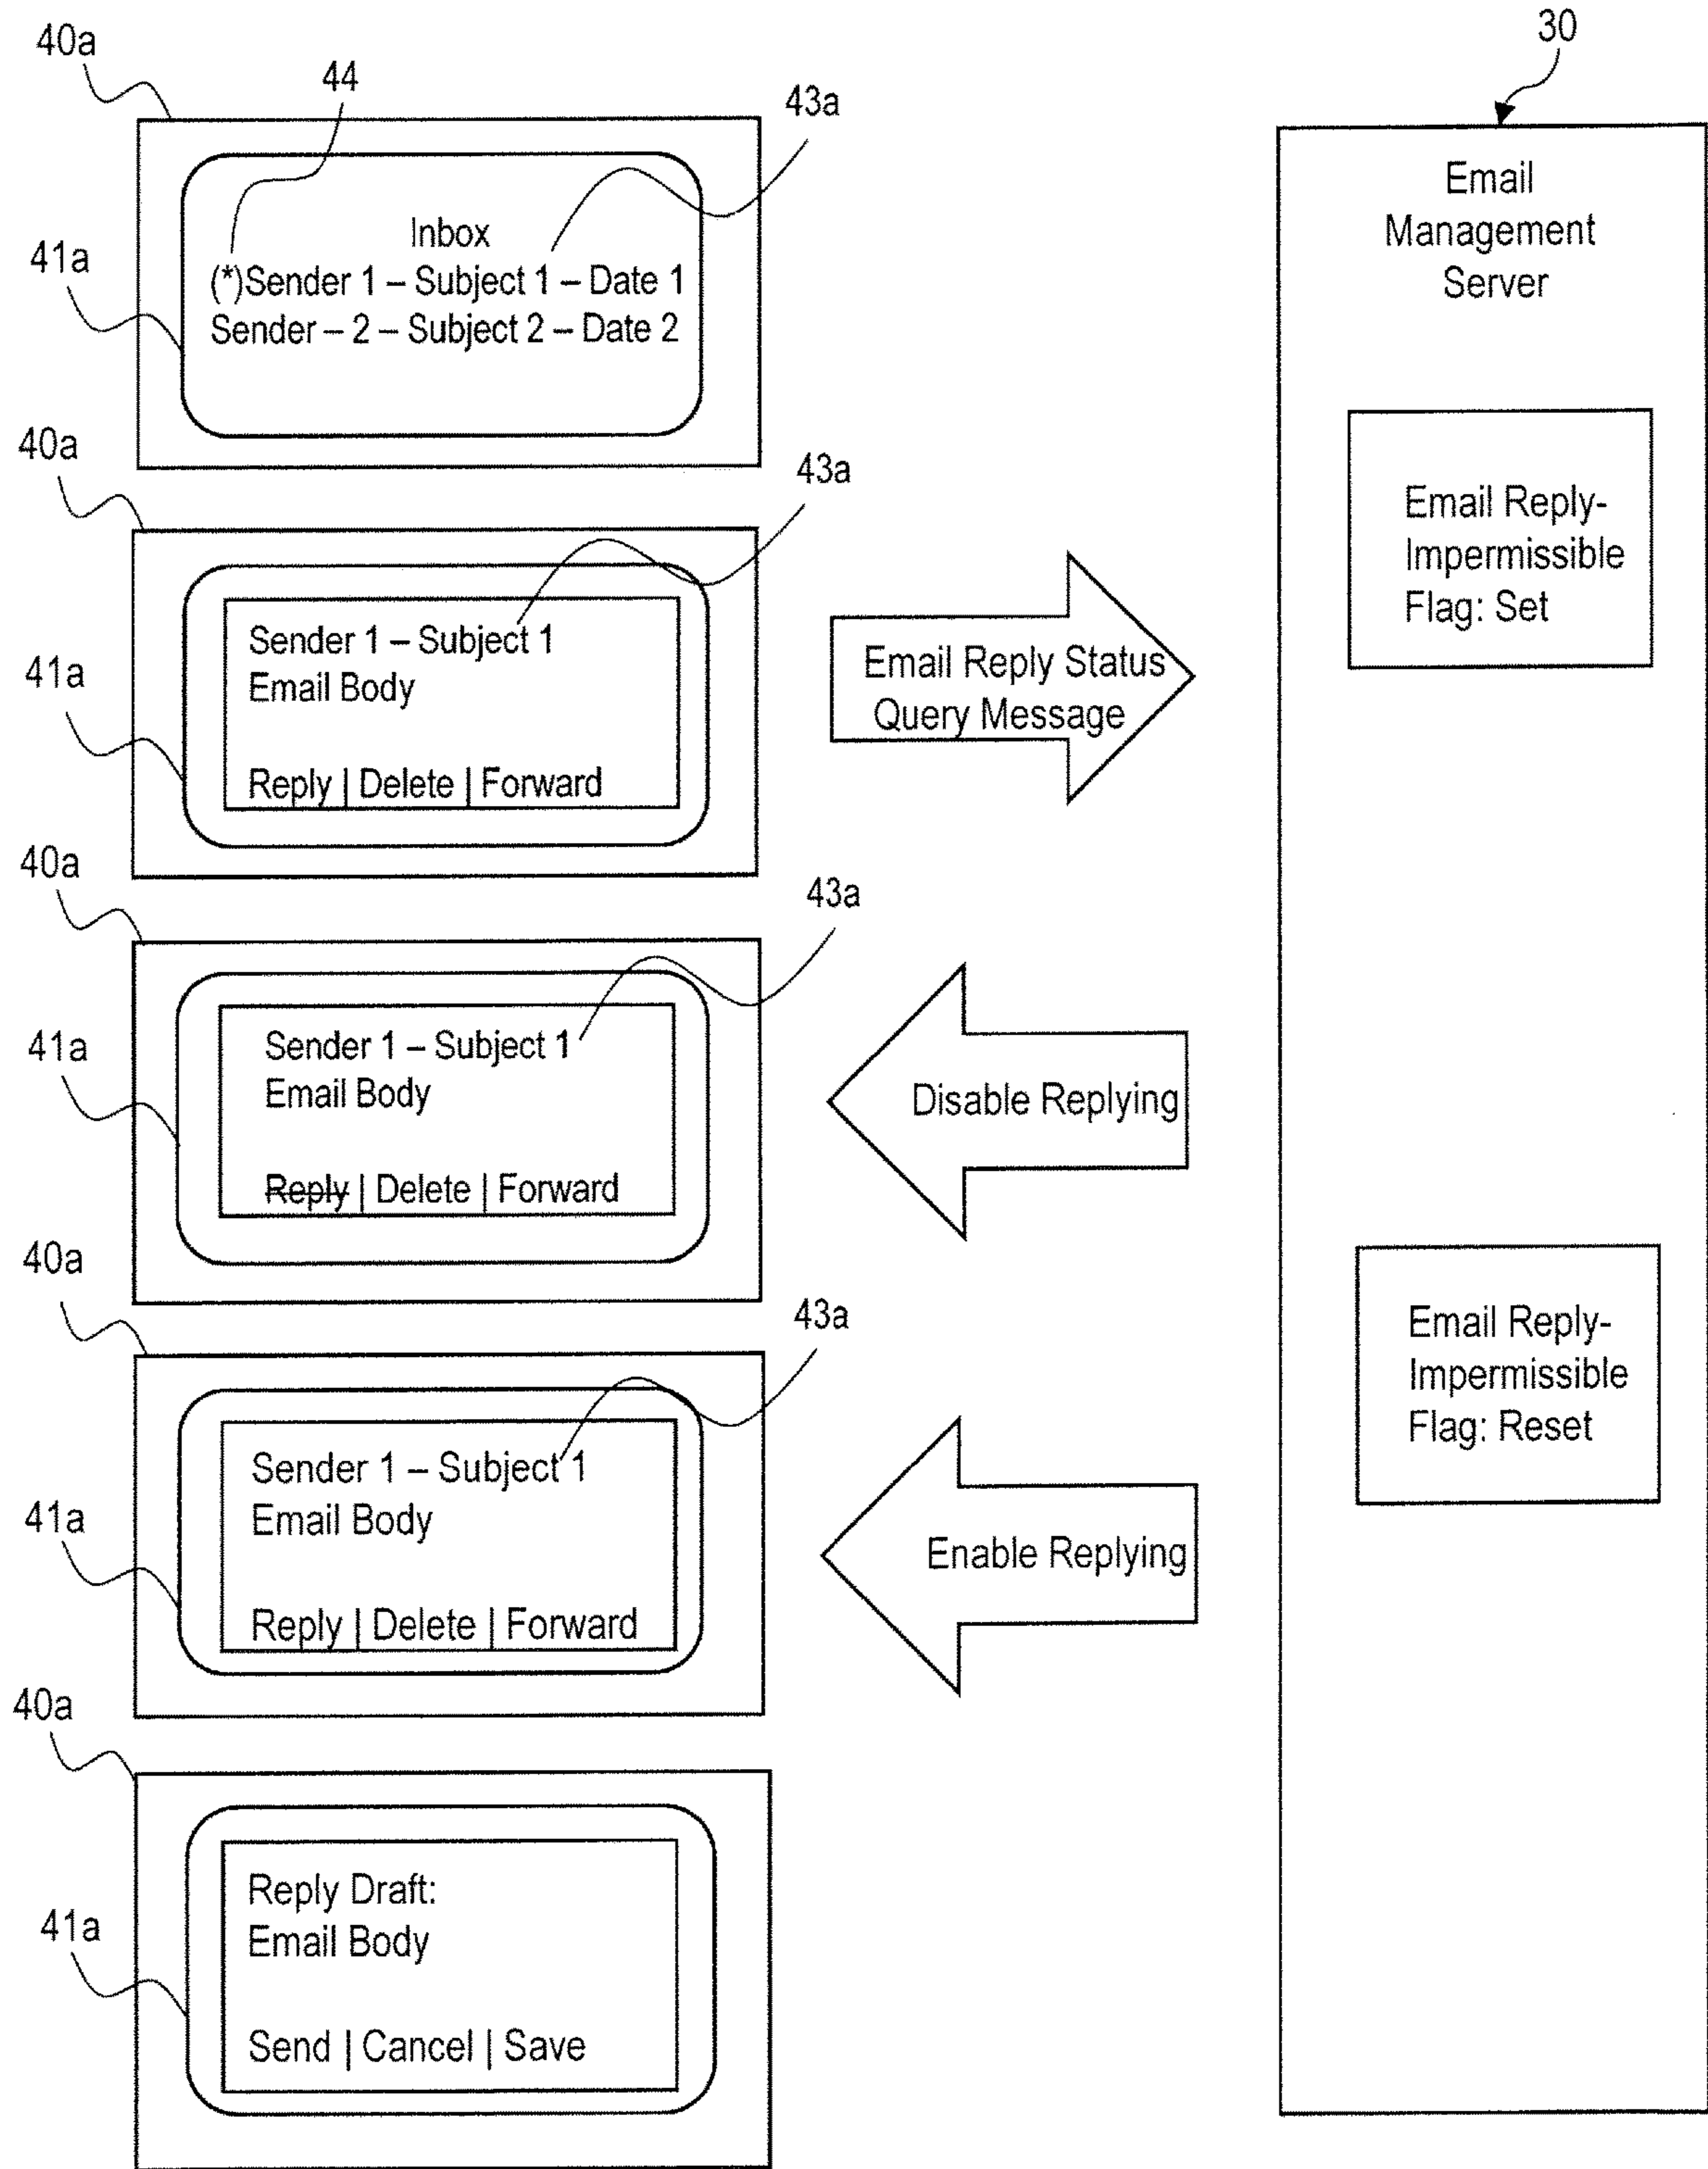 40a
44
43a
41a
Inbox
(*)Sender 1 – Subject 1 – Date 1
Sender – 2 – Subject 2 – Date 2
30
Email
Management
Server
40a
43a
41a
Sender 1 – Subject 1
Email Body
Reply | Delete | Forward
Email Reply Status
Query Message
Email Reply-
Impermissible
Flag: Set
40a
43a
41a
Sender 1 – Subject 1
Email Body
Reply | Delete | Forward
Disable Replying
40a
43a
41a
Sender 1 – Subject 1
Email Body
Reply | Delete | Forward
Enable Replying
Email Reply-
Impermissible
Flag: Reset
40a
41a
Reply Draft:
Email Body
Send | Cancel | Save